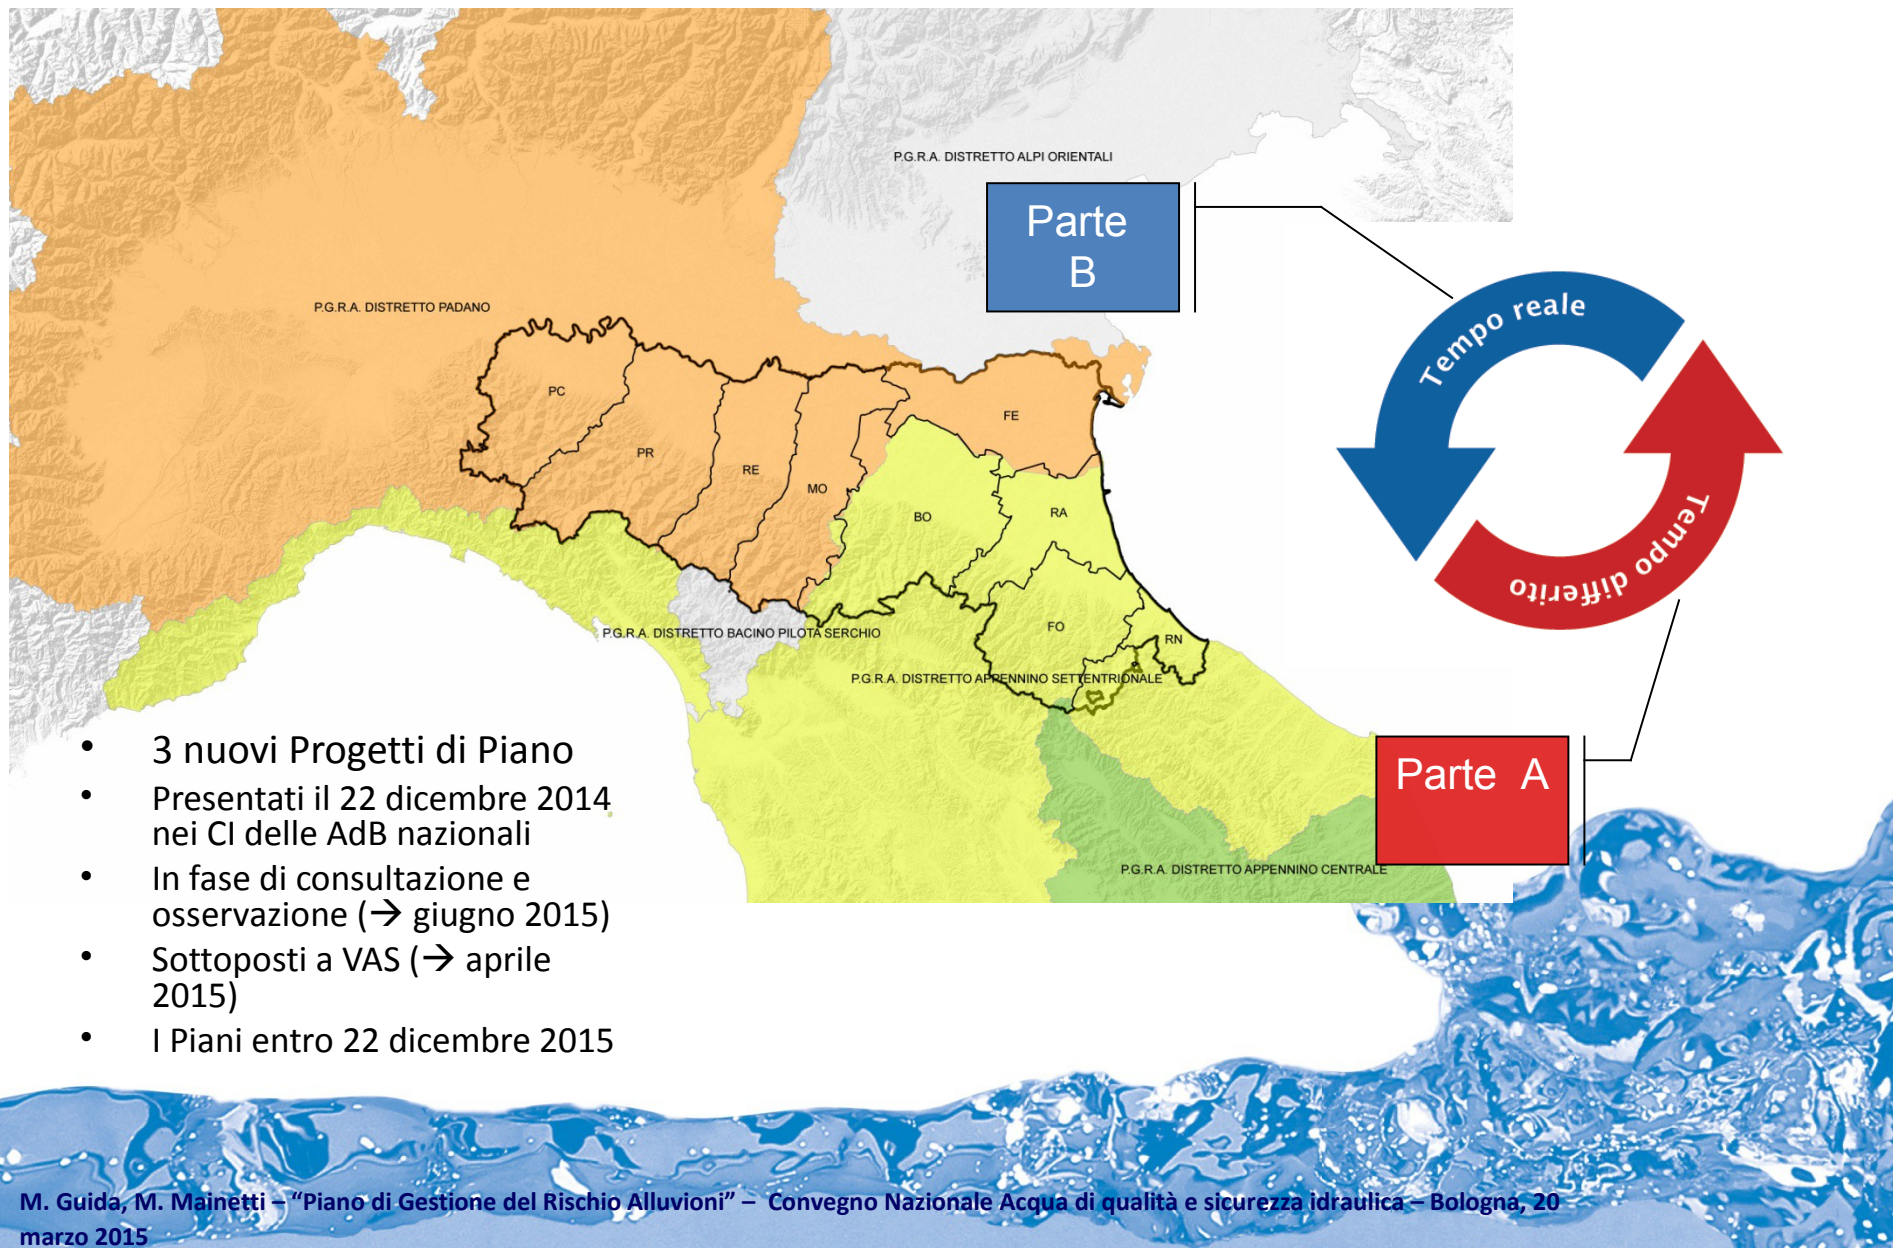 P.G.R.A. DISTRETTO ALPI ORIENTALI
Parte
B
Tempo reale
P.G.R.A. DISTRETTO PADANO
PC
FE
PR
RE
MO
BO
RA
Tempo differito
FO
RN
P.G.R.A. DISTRETTO BACINO PILOTA SERCHIO
P.G.R.A. DISTRETTO APPENNINO SETTENTRIONALE
Parte  A
P.G.R.A. DISTRETTO APPENNINO CENTRALE
• 3 nuovi Progetti di Piano
• Presentati il 22 dicembre 2014
nei CI delle AdB nazionali
• In fase di consultazione e
osservazione (→ giugno 2015)
• Sottoposti a VAS (→ aprile
2015)
• I Piani entro 22 dicembre 2015
M. Guida, M. Mainetti – “Piano di Gestione del Rischio Alluvioni” –  Convegno Nazionale Acqua di qualità e sicurezza idraulica – Bologna, 20
marzo 2015